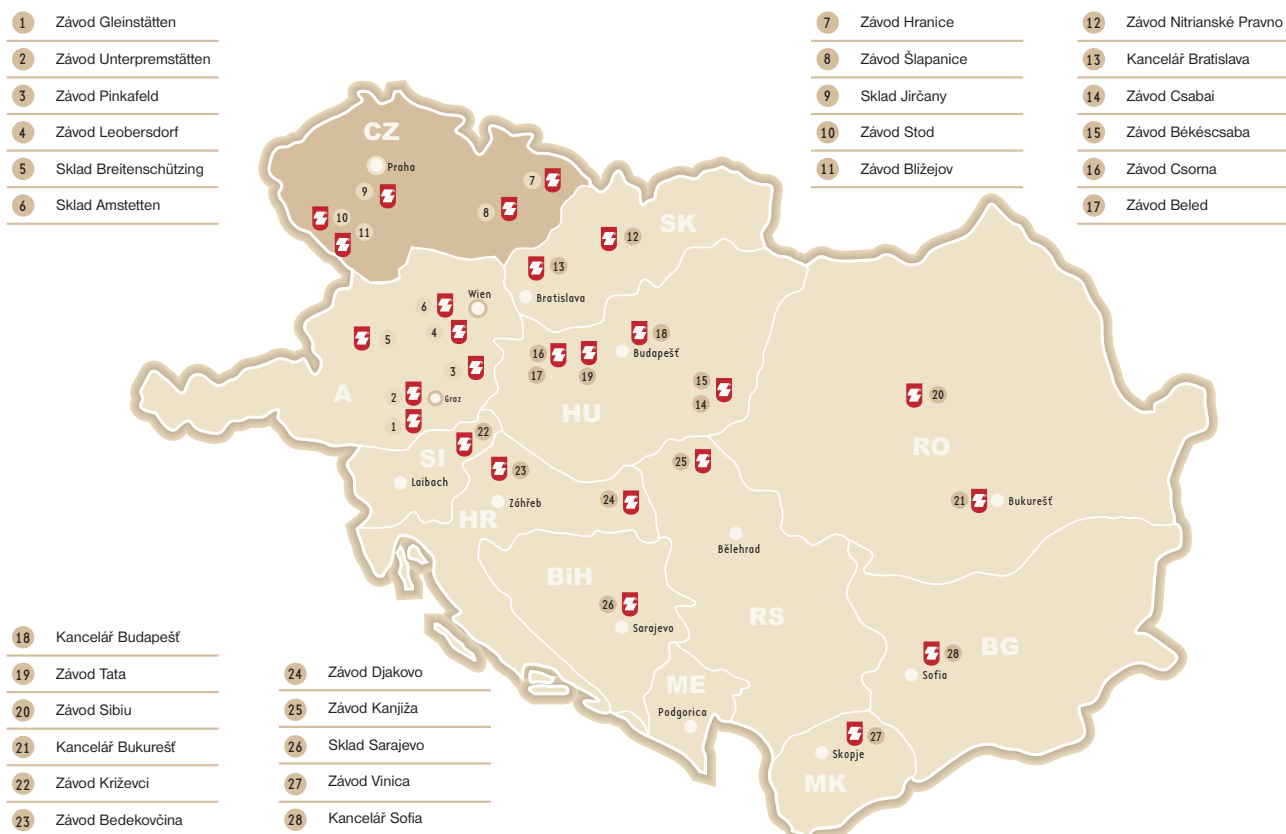 1 Závod Gleinstätten
2 Závod Unterpremstätten
3 Závod Pinkafeld
4 Závod Leobersdorf
5 Sklad Breitenschützing
6 Sklad Amstetten
7 Závod Hranice
8 Závod Šlapanice
9 Sklad Jirčany
10 Závod Stod
11 Závod Blížejov
12 Závod Nitrianské Pravno
13 Kancelář Bratislava
14 Závod Csabai
15 Závod Békéscsaba
16 Závod Csorna
17 Závod Beled
CZ
Praha
7
9
8
10
11
SK
12
13
Bratislava
Wien
6
4
5
3
2
Graz
1
A
18
Budapešť
16
19
17
15
14
HU
20
RO
21
Bukurešť
22
SI
Laibach
23
Záhřeb
HR
24
25
Bělehrad
BiH
26
Sarajevo
RS
28
Sofia
BG
ME
Podgorica
27
Skopje
MK
18 Kancelář Budapešť
19 Závod Tata
20 Závod Sibiu
21 Kancelář Bukurešť
22 Závod Križevci
23 Závod Bedekovčina
24 Závod Djakovo
25 Závod Kanjiža
26 Sklad Sarajevo
27 Závod Vinica
28 Kancelář Sofia